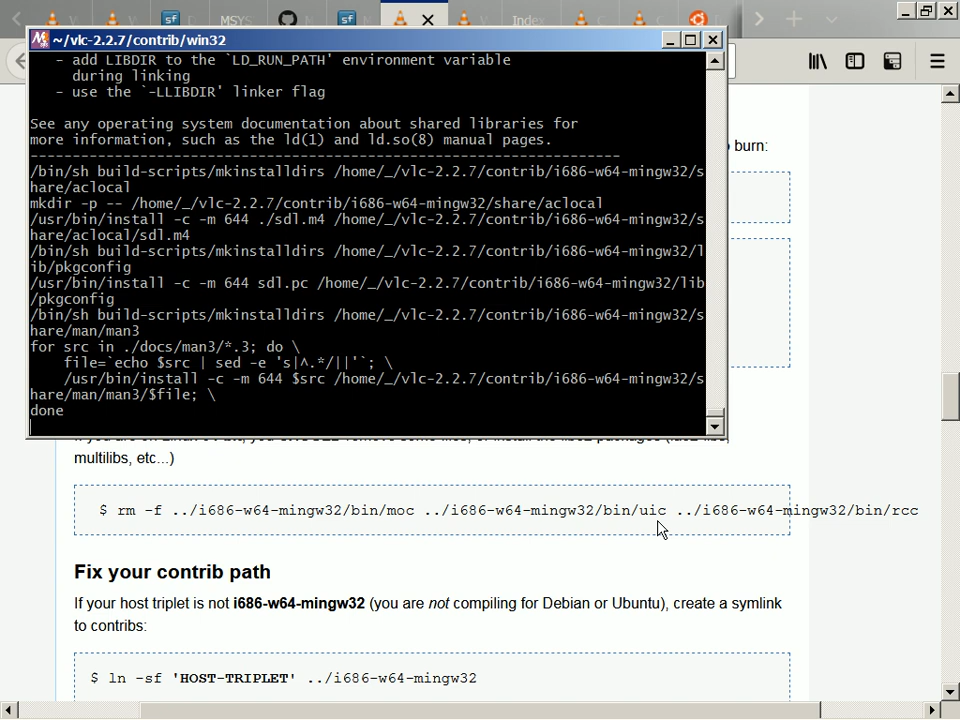 MSYS
Index
~/vlc-2.2.7/contrib/win32
- add LIBDIR to the `LD_RUN_PATH' environment variable
during linking
- use the `-LLIBDIR' linker flag
See any operating system documentation about shared libraries for
more information, such as the ld(1) and ld.so(8) manual pages.
----------------------------------------------------------------------
/bin/sh build-scripts/mkinstalldirs /home/_/vlc-2.2.7/contrib/i686-w64-mingw32/s
hare/aclocal
mkdir -p -- /home/_/vlc-2.2.7/contrib/i686-w64-mingw32/share/aclocal
/usr/bin/install -c -m 644 ./sdl.m4 /home/_/vlc-2.2.7/contrib/i686-w64-mingw32/s
hare/aclocal/sdl.m4
/bin/sh build-scripts/mkinstalldirs /home/_/vlc-2.2.7/contrib/i686-w64-mingw32/l
ib/pkgconfig
/usr/bin/install -c -m 644 sdl.pc /home/_/vlc-2.2.7/contrib/i686-w64-mingw32/lib
/pkgconfig
/bin/sh build-scripts/mkinstalldirs /home/_/vlc-2.2.7/contrib/i686-w64-mingw32/s
hare/man/man3
for src in ./docs/man3/*.3; do \
file=`echo $src | sed -e 's|^.*/||'`; \
/usr/bin/install -c -m 644 $src /home/_/vlc-2.2.7/contrib/i686-w64-mingw32/s
hare/man/man3/$file; \
done
burn:
multilibs, etc...)
$ rm -f ../i686-w64-mingw32/bin/moc ../i686-w64-mingw32/bin/uic ../i686-w64-mingw32/bin/rcc
Fix your contrib path
If your host triplet is not i686-w64-mingw32 (you are not compiling for Debian or Ubuntu), create a symlink
to contribs:
$ ln -sf 'HOST-TRIPLET' ../i686-w64-mingw32